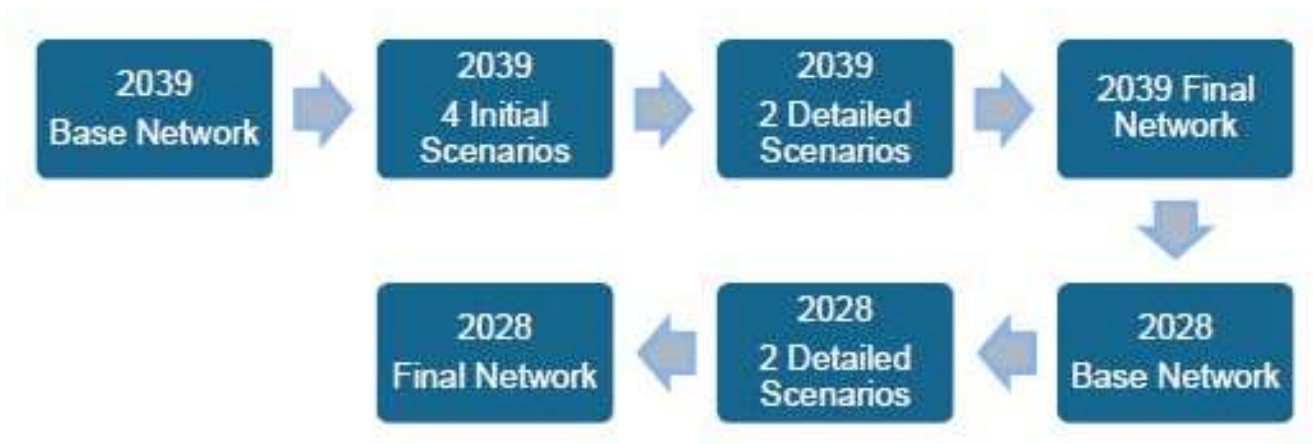 2039
Base Network
2039
4 Initial
Scenarios
2039
2 Detailed
Scenarios
2039 Final
Network
2028
Base Network
2028
2 Detailed
Scenarios
2028
Final Network